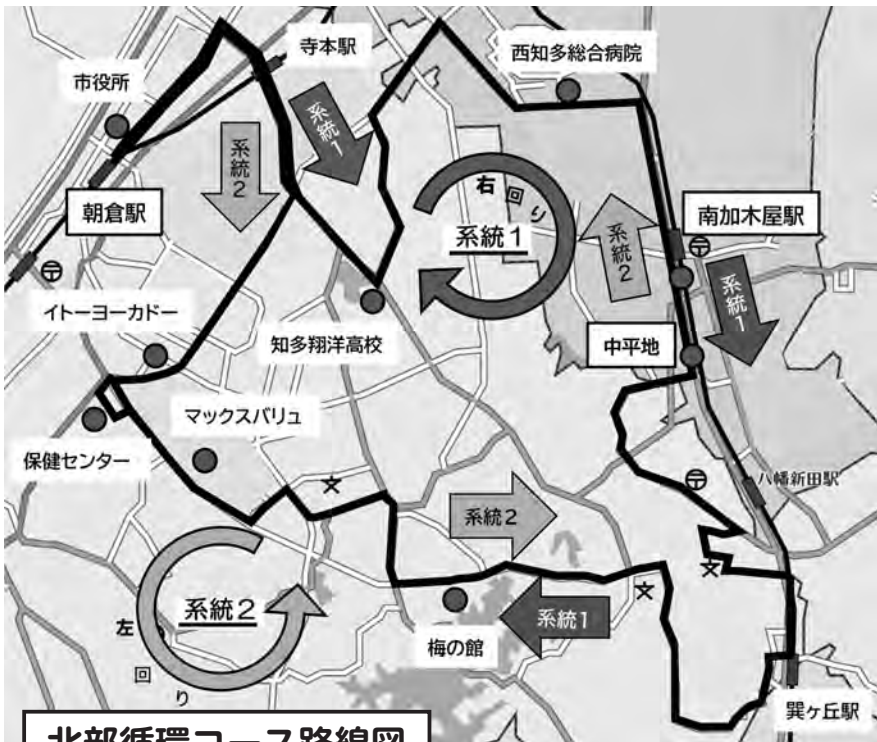 寺本駅
西知多総合病院
市役所
系統1
系統2
朝倉駅
右回り
系統1
南加木屋駅
系統2
系統1
イトーヨーカドー
知多翔洋高校
中平地
マックスバリュ
保健センター
八幡新田駅
系統2
系統2
左回り
系統1
梅の館
巽ヶ丘駅
北部循環コース路線図